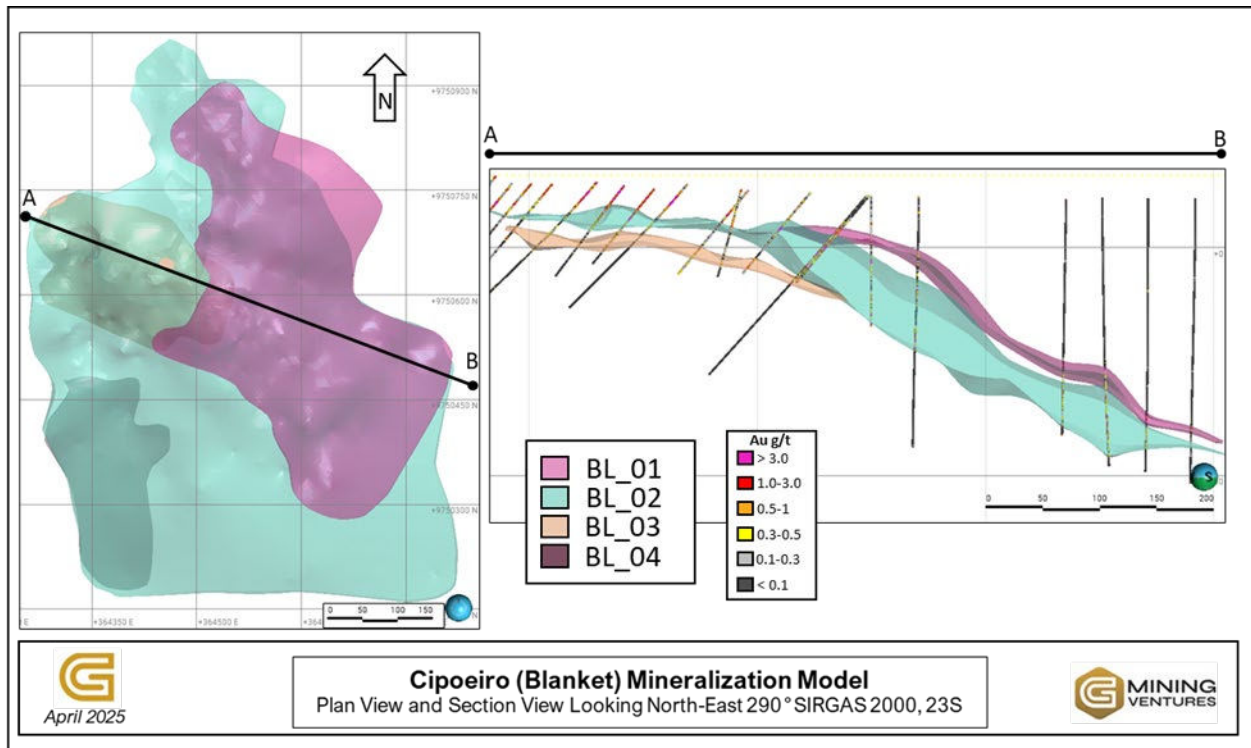 N
A
B
+9750900 N
+9750750 N
+9750600 N
+9750450 N
+9750300 N
+364350 E
+364500 E
0 50 100 150
A
B
+0
S
0 50 100 150 200
BL_01
BL_02
BL_03
BL_04
Au g/t
> 3.0
1.0-3.0
0.5-1
0.3-0.5
0.1-0.3
< 0.1
G
April 2025
Cipoeiro (Blanket) Mineralization Model
Plan View and Section View Looking North-East 290° SIRGAS 2000, 23S
G MINING
VENTURES